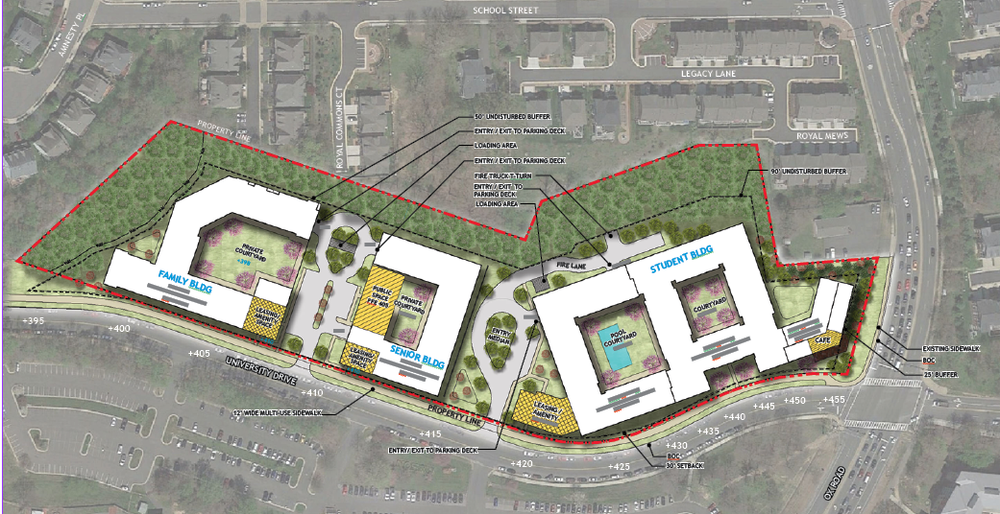 SCHOOL STREET
AMNESTY PL
ROYAL COMMONS CT
LEGACY LANE
ROYAL MEWS
PROPERTY LINE
50' UNDISTURBED BUFFER
ENTRY / EXIT TO PARKING DECK
LOADING AREA
ENTRY / EXIT TO PARKING DECK
FIRE TRUCK T-TURN
ENTRY / EXIT TO
PARKING DECK
LOADING AREA
90' UNDISTURBED BUFFER
PRIVATE
COURTYARD
+398
FAMILY BLDG
LEASING/
AMENITY
SPACE
PUBLIC
SPACE
FFE 405
PRIVATE
COURTYARD
LEASING/
AMENITY
SPACE
SENIOR BLDG
FIRE LANE
ENTRY/
MEDIAN
STUDENT BLDG
COURTYARD
POOL
COURTYARD
LEASING /
AMENITY
CAFE
EXISTING SIDEWALK
BOC
25' BUFFER
+395
+400
+405
UNIVERSITY DRIVE
+410
12' WIDE MULTI-USE SIDEWALK
PROPERTY LINE
+415
ENTRY/ EXIT TO PARKING DECK
+420
+425
+430
BOC
30' SETBACK
+435
+440
+445
+450
+455
OX ROAD